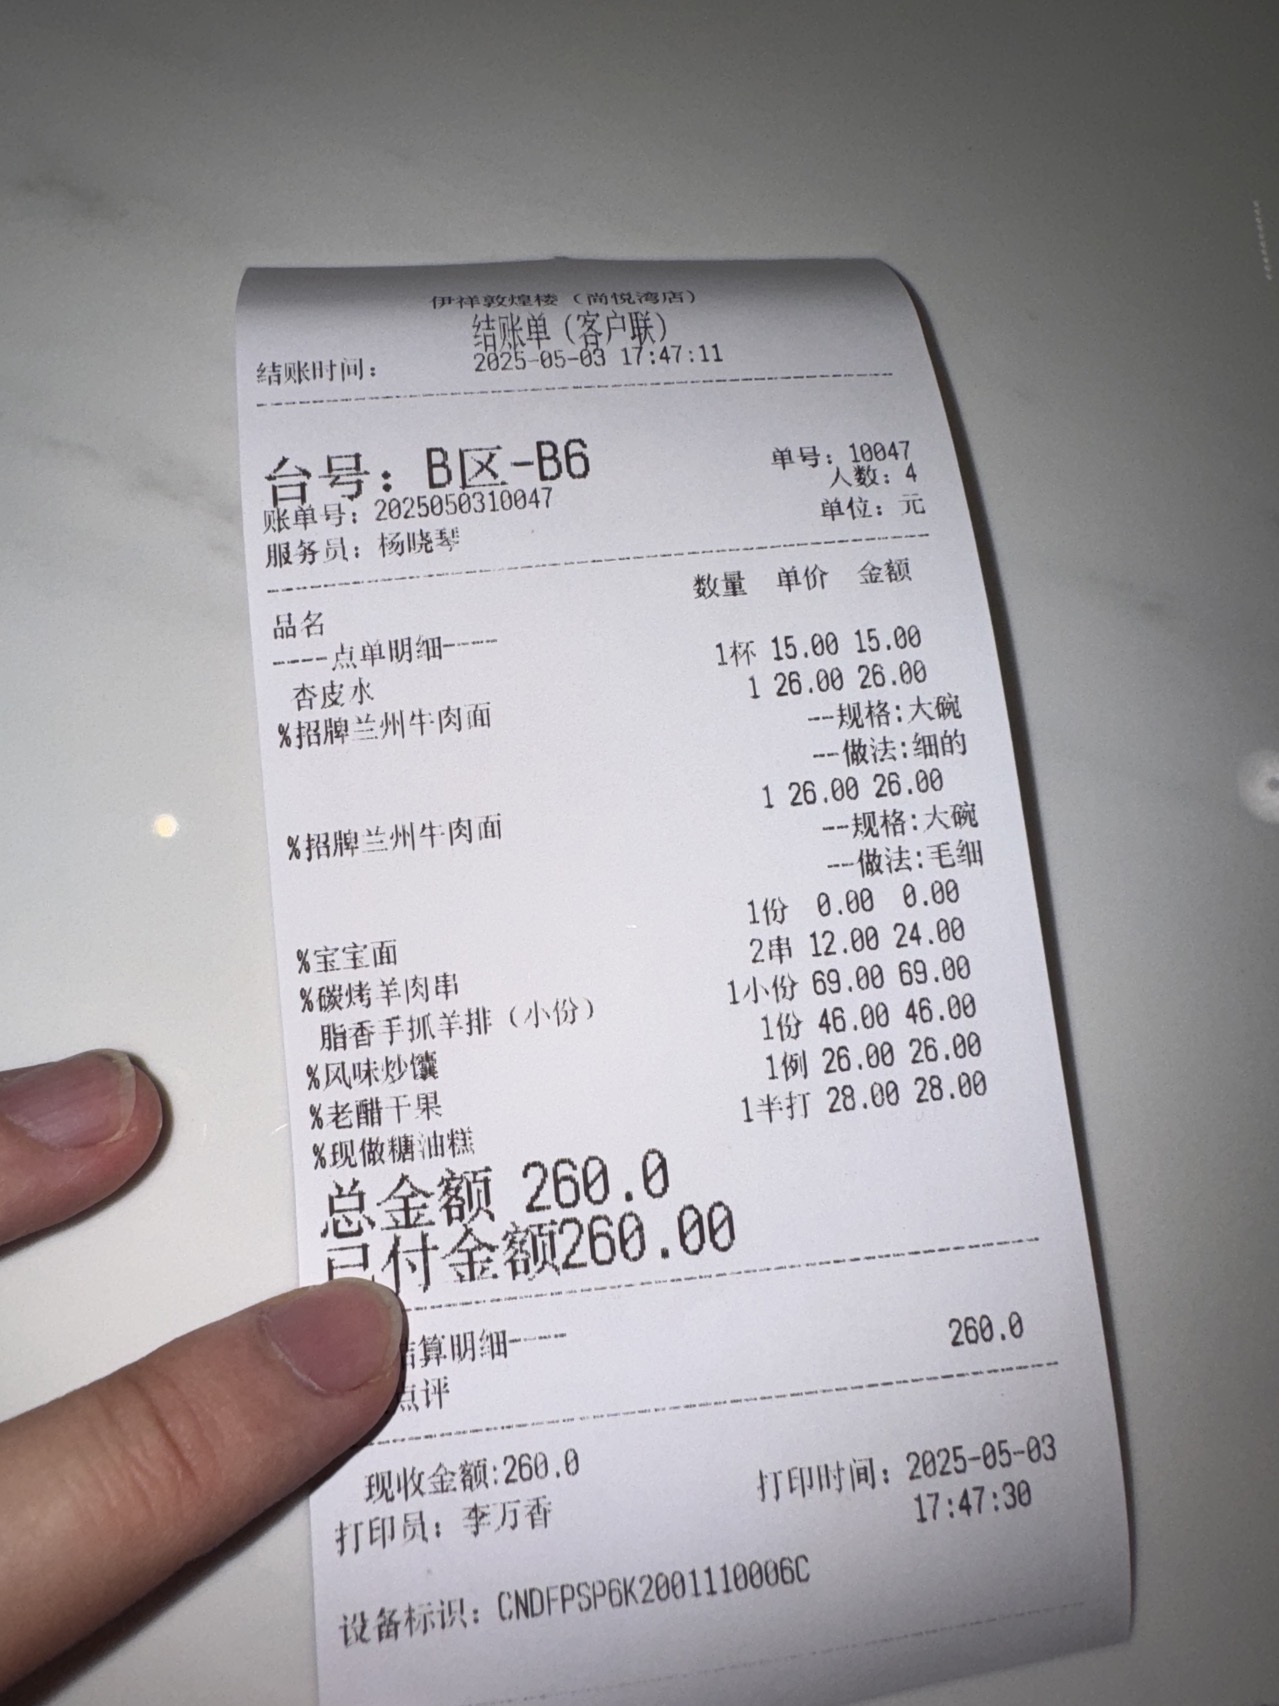 伊祥敦煌楼（尚悦湾店）
结账单（客户联）
结账时间： 2025-05-03 17:47:11
台号：B区-B6 单号：10047
账单号：2025050310047 人数：4
服务员：杨晓琴 单位：元
品名 数量 单价 金额
----点单明细----
杏皮水 1杯 15.00 15.00
%招牌兰州牛肉面 1 26.00 26.00
--规格:大碗
--做法:细的
%招牌兰州牛肉面 1 26.00 26.00
--规格:大碗
--做法:毛细
%宝宝面 1份 0.00 0.00
%碳烤羊肉串 2串 12.00 24.00
脂香手抓羊排（小份） 1小份 69.00 69.00
%风味炒馕 1份 46.00 46.00
%老醋干果 1例 26.00 26.00
%现做糖油糕 1半打 28.00 28.00
总金额 260.0
已付金额260.00
结算明细----
点评 260.0
现收金额:260.0
打印员：李万香 打印时间：2025-05-03
17:47:30
设备标识：CNDFPSP6K2001110006C